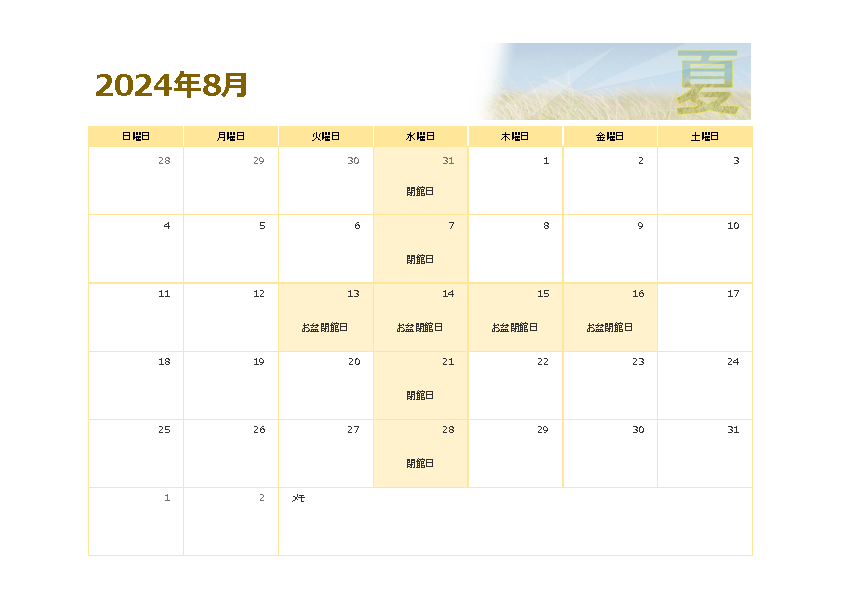 2024年8月
夏
日曜日 月曜日 火曜日 水曜日 木曜日 金曜日 土曜日
28 29 30 31 1 2 3
閉館日
4 5 6 7 8 9 10
閉館日
11 12 13 14 15 16 17
お盆閉館日 お盆閉館日 お盆閉館日 お盆閉館日
18 19 20 21 22 23 24
閉館日
25 26 27 28 29 30 31
閉館日
1 2 メモ